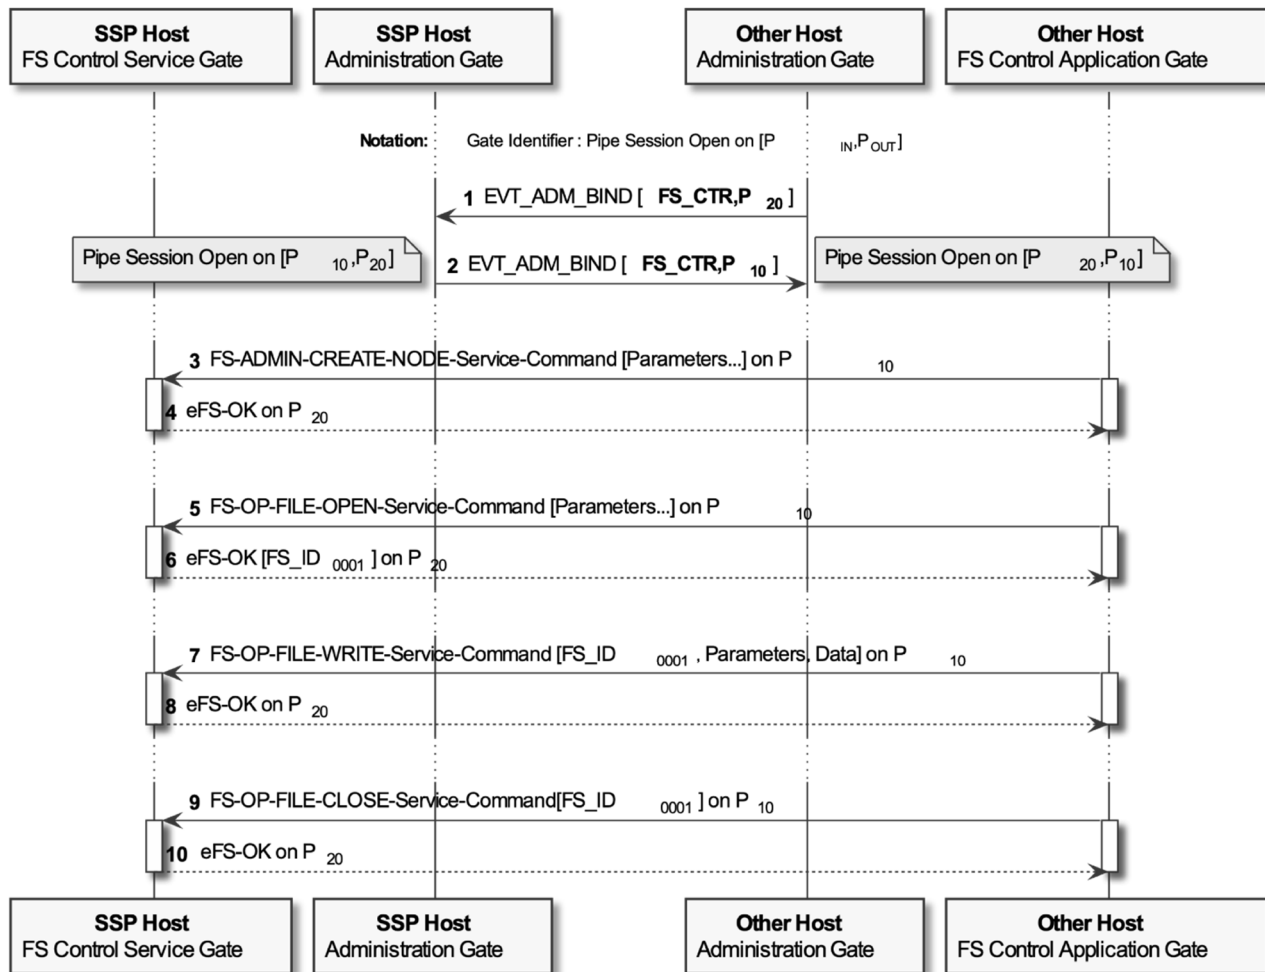 SSP Host SSP Host Other Host Other Host
FS Control Service Gate Administration Gate Administration Gate FS Control Application Gate
Notation: Gate Identifier : Pipe Session Open on [P IN,POUT]
1 EVT_ADM_BIND [ FS_CTR,P 20 ]
Pipe Session Open on [P 10 ,P20] 2 EVT_ADM_BIND [ FS_CTR,P 10 ] Pipe Session Open on [P 20 ,P10]
3 FS-ADMIN-CREATE-NODE-Service-Command [Parameters...] on P 10
4 eFS-OK on P 20
5 FS-OP-FILE-OPEN-Service-Command [Parameters...] on P 10
6 eFS-OK [FS_ID 0001 ] on P 20
7 FS-OP-FILE-WRITE-Service-Command [FS_ID 0001 , Parameters, Data] on P 10
8 eFS-OK on P 20
9 FS-OP-FILE-CLOSE-Service-Command[FS_ID 0001 ] on P 10
10 eFS-OK on P 20
SSP Host SSP Host Other Host Other Host
FS Control Service Gate Administration Gate Administration Gate FS Control Application Gate